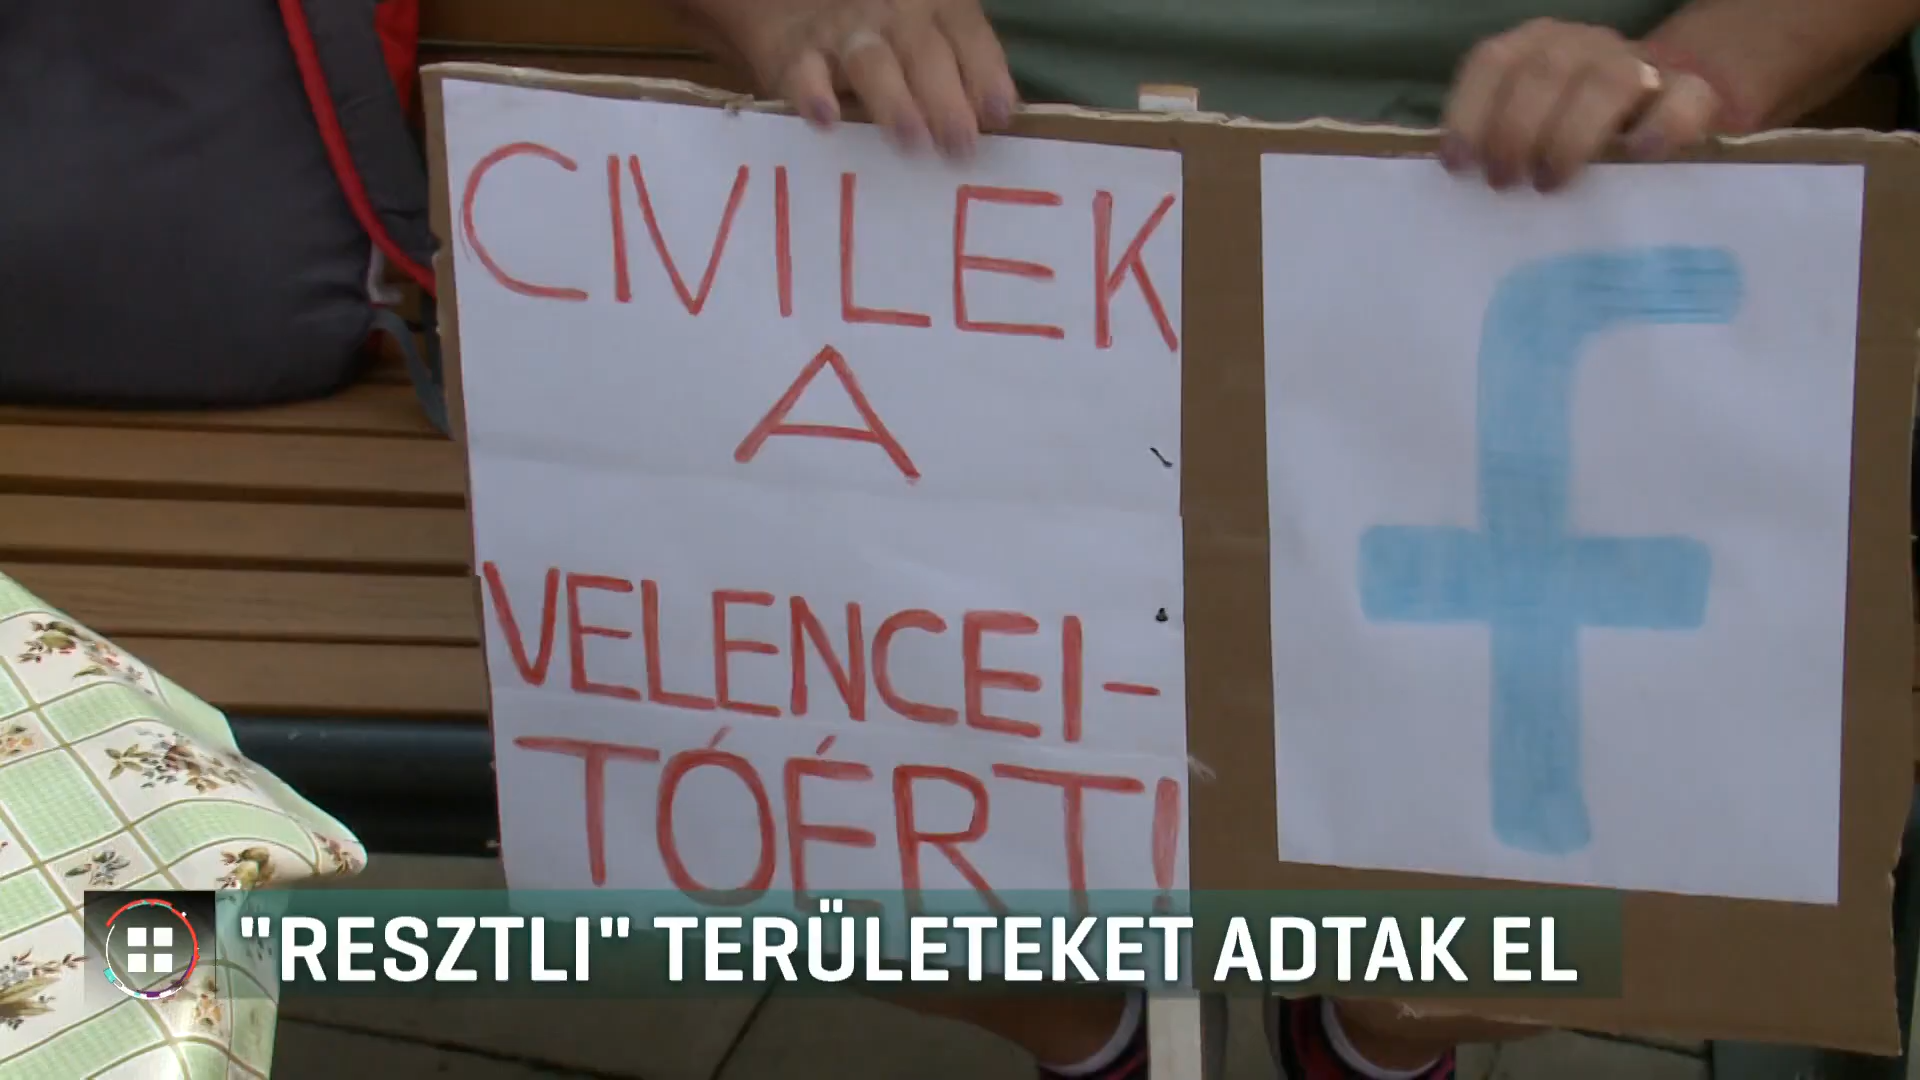 CIVILEK
A
VELENCEI-
TÓÉRT!
f
"RESZTLI" TERÜLETEKET ADTAK EL